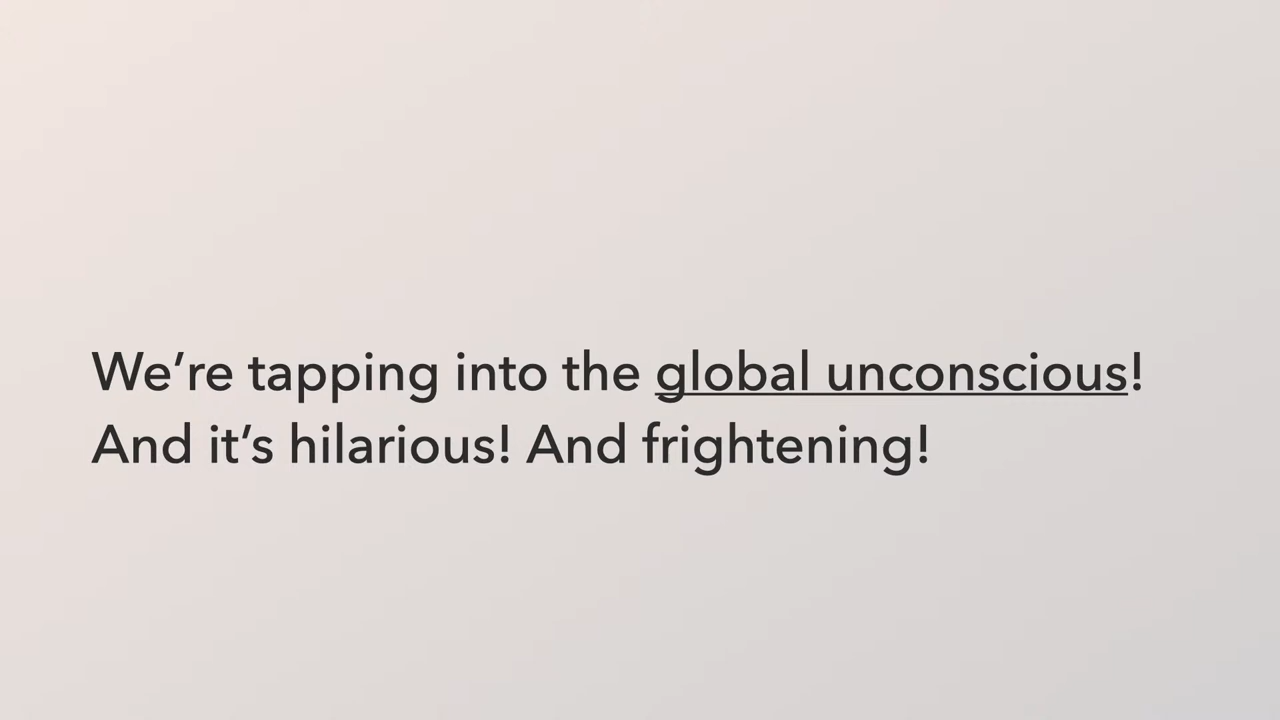 We’re tapping into the global unconscious!
And it’s hilarious! And frightening!